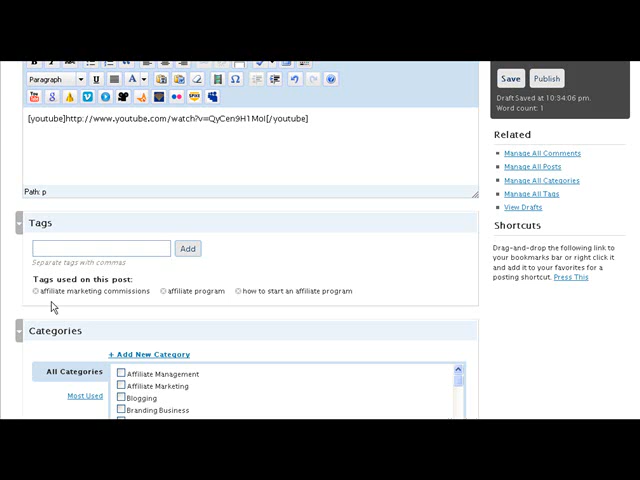 Paragraph
Save
Publish
Draft Saved at 10:34:06 pm
Word count: 1
[youtube]http://www.youtube.com/watch?v=QyCen9H1MoI[/youtube]
Path: p
Related
Manage All Comments
Manage All Posts
Manage All Categories
Manage All Tags
View Drafts
Shortcuts
Drag-and-drop the following link to
your bookmarks bar or right click it
and add it to your favorites for a
posting shortcut. Press This
Tags
Add
Separate tags with commas
Tags used on this post:
affiliate marketing commissions
affiliate program
how to start an affiliate program
Categories
+ Add New Category
All Categories
Most Used
Affiliate Management
Affiliate Marketing
Blogging
Branding Business